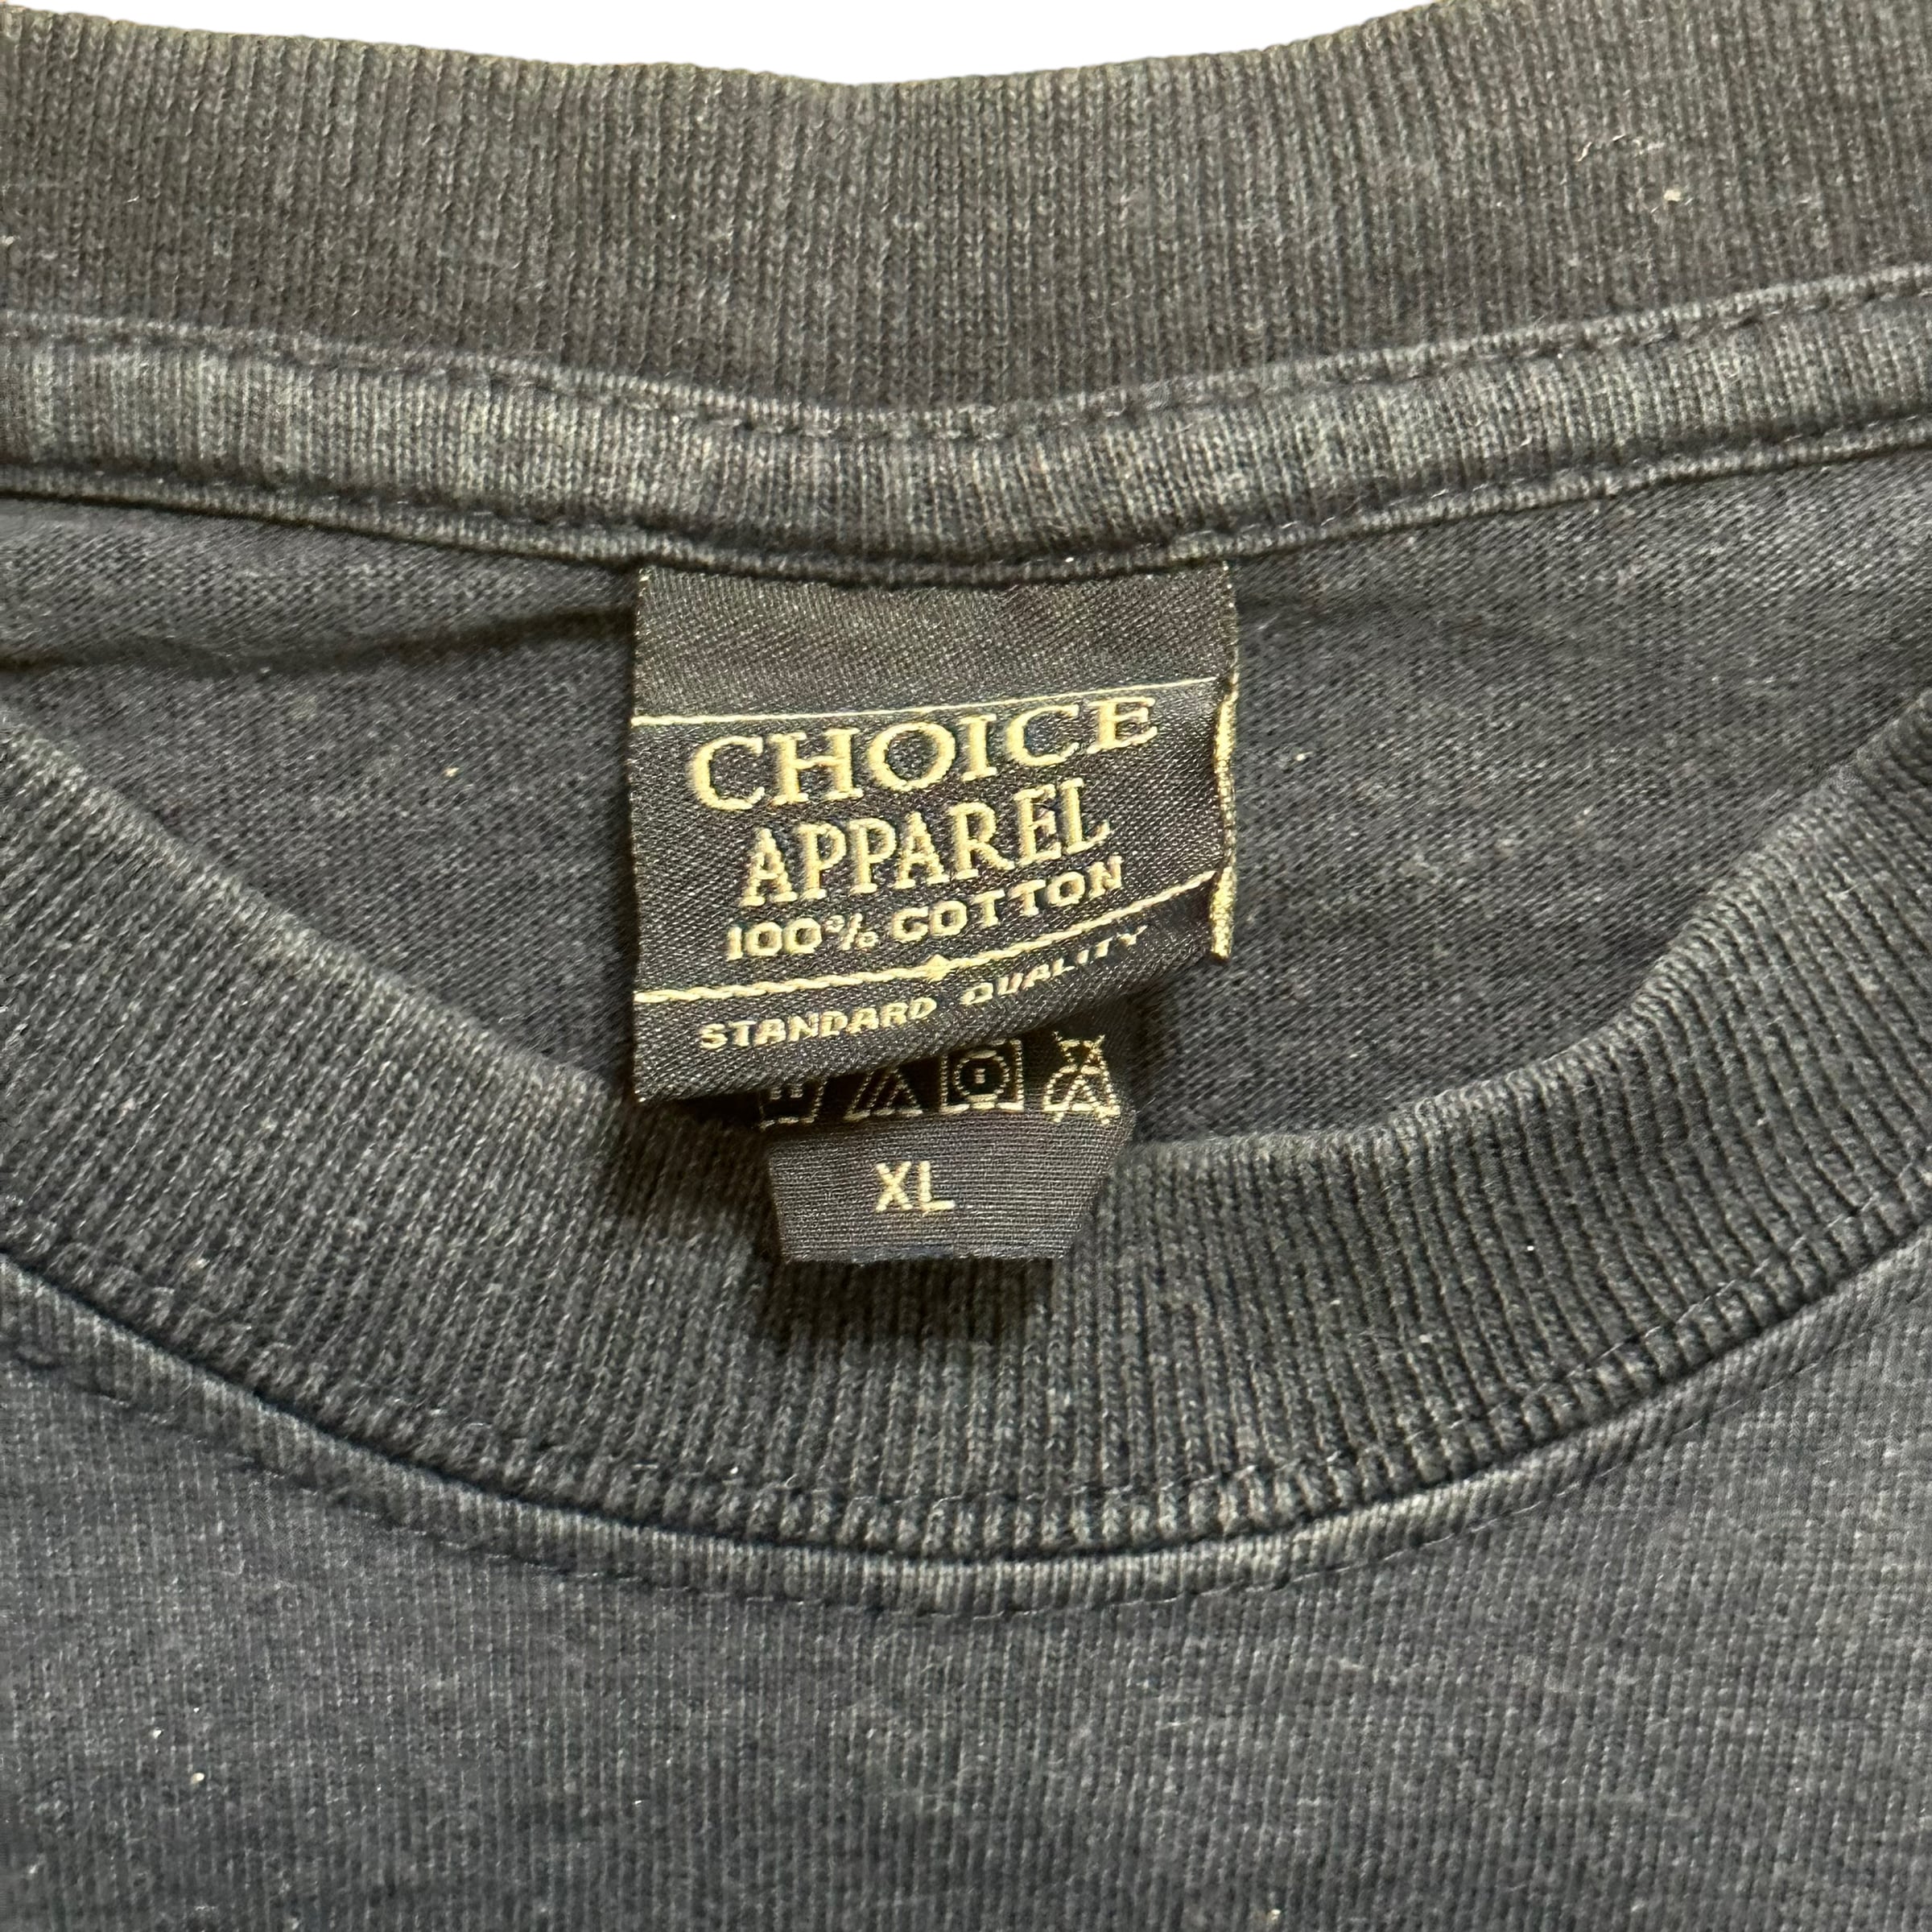 CHOICE
APPAREL
100% COTTON
STANDARD QUALITY
XL